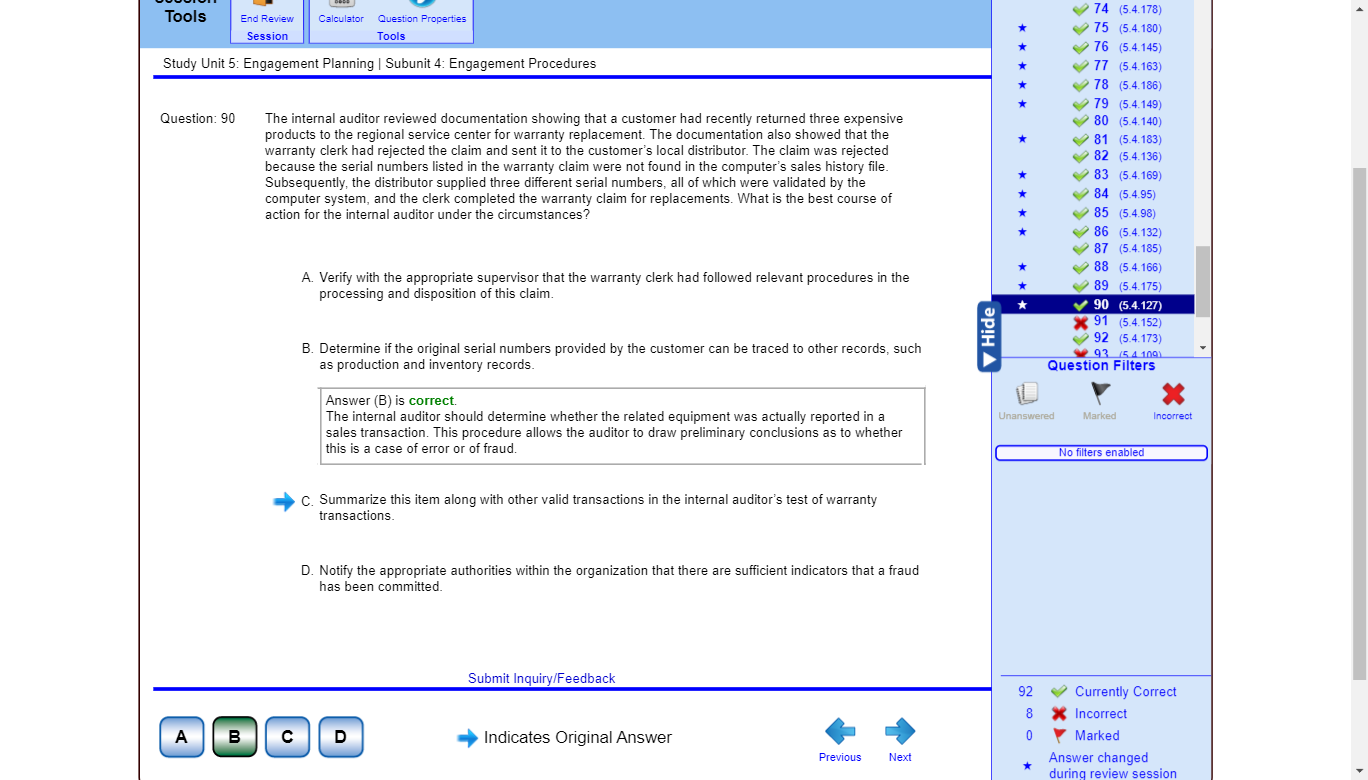 Session
Tools
End Review
Session
Calculator
Question Properties
Tools
Study Unit 5: Engagement Planning | Subunit 4: Engagement Procedures
Question: 90
The internal auditor reviewed documentation showing that a customer had recently returned three expensive
products to the regional service center for warranty replacement. The documentation also showed that the
warranty clerk had rejected the claim and sent it to the customer's local distributor. The claim was rejected
because the serial numbers listed in the warranty claim were not found in the computer's sales history file.
Subsequently, the distributor supplied three different serial numbers, all of which were validated by the
computer system, and the clerk completed the warranty claim for replacements. What is the best course of
action for the internal auditor under the circumstances?
A. Verify with the appropriate supervisor that the warranty clerk had followed relevant procedures in the
processing and disposition of this claim.
B. Determine if the original serial numbers provided by the customer can be traced to other records, such
as production and inventory records.
Answer (B) is correct.
The internal auditor should determine whether the related equipment was actually reported in a
sales transaction. This procedure allows the auditor to draw preliminary conclusions as to whether
this is a case of error or of fraud.
C. Summarize this item along with other valid transactions in the internal auditor's test of warranty
transactions.
D. Notify the appropriate authorities within the organization that there are sufficient indicators that a fraud
has been committed.
Submit Inquiry/Feedback
A
B
C
D
Indicates Original Answer
Previous
Next
74 (5.4.178)
75 (5.4.180)
76 (5.4.145)
77 (5.4.163)
78 (5.4.186)
79 (5.4.149)
80 (5.4.140)
81 (5.4.183)
82 (5.4.136)
83 (5.4.169)
84 (5.4.95)
85 (5.4.98)
86 (5.4.132)
87 (5.4.185)
88 (5.4.166)
89 (5.4.175)
90 (5.4.127)
91 (5.4.152)
92 (5.4.173)
93 (5.4.109)
Hide
Question Filters
Unanswered
Marked
Incorrect
No filters enabled
92 Currently Correct
8 Incorrect
0 Marked
Answer changed
during review session